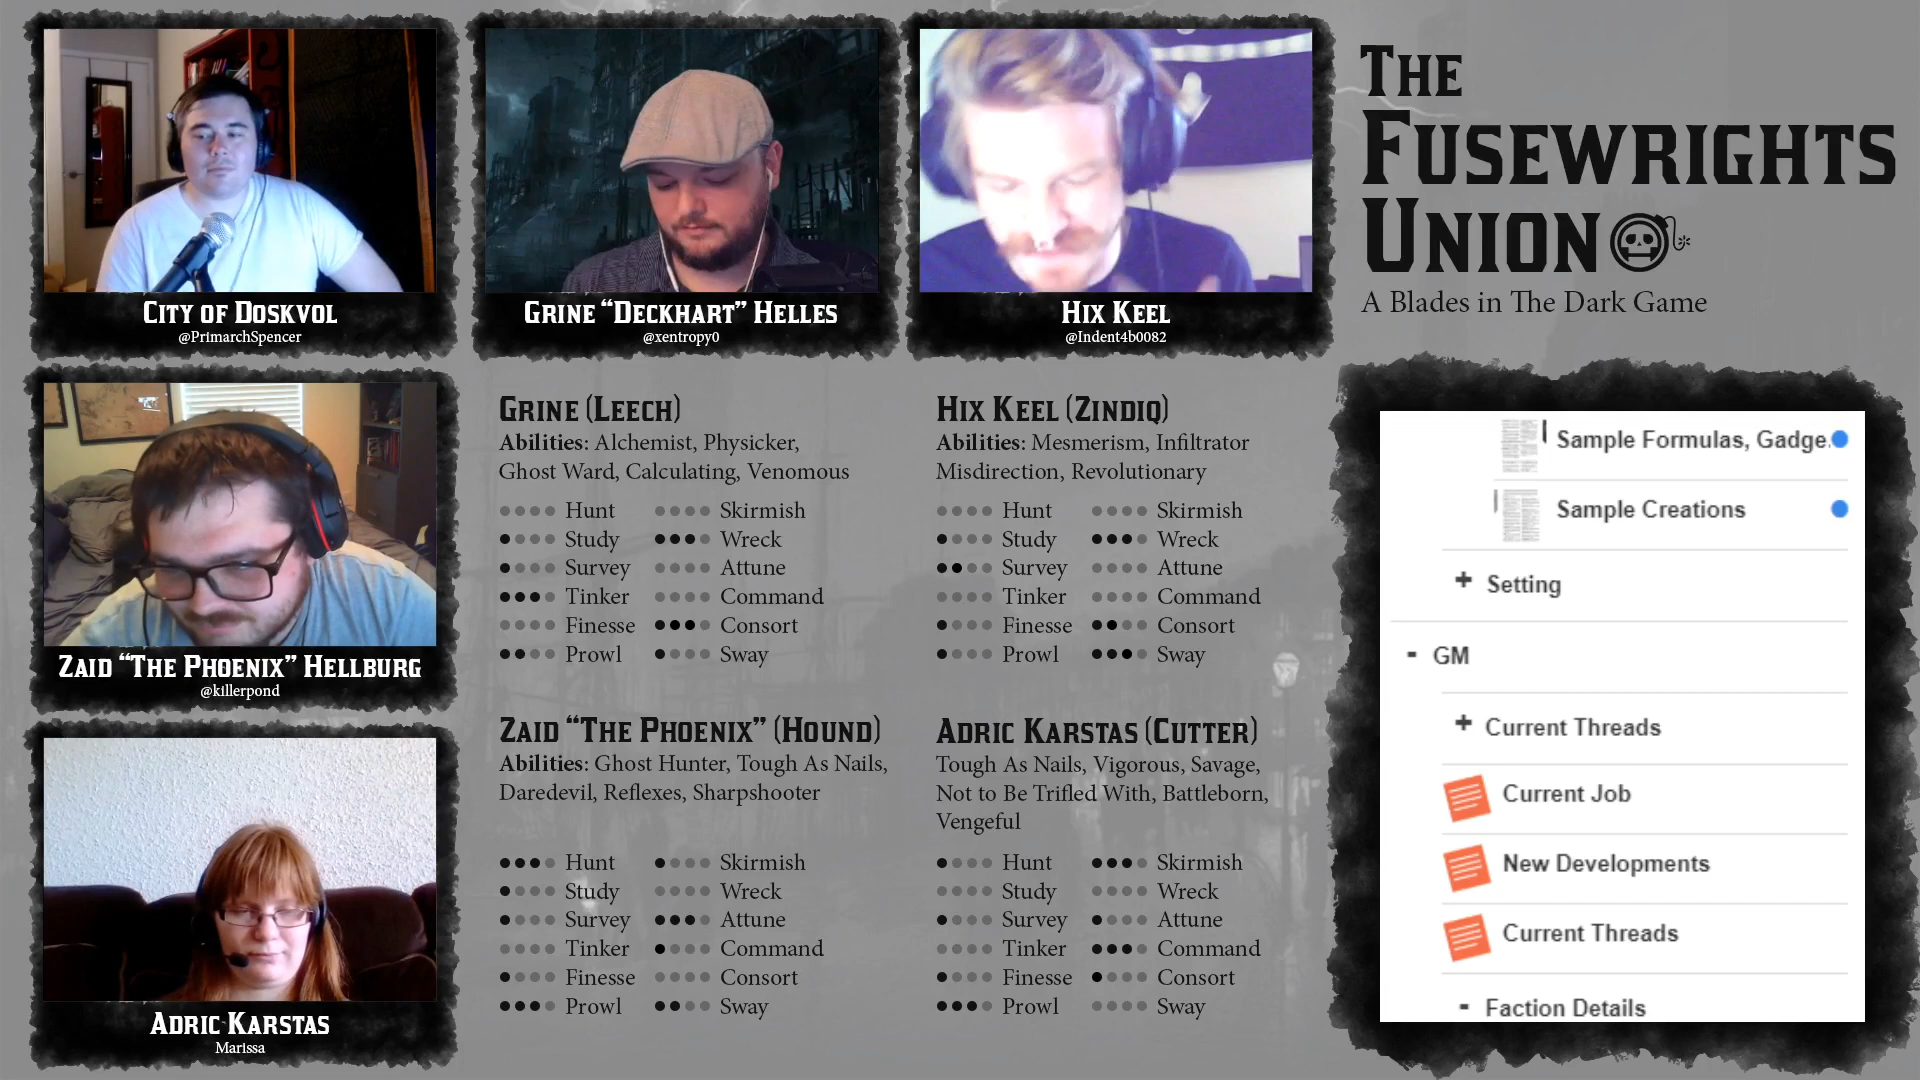 The
Fusewrights
Union
A Blades in The Dark Game
City of Doskvol
@PrimarchSpencer
Grine “Deckhart” Helles
@xentropy0
Hix Keel
@Indent4b0082
Zaid “The Phoenix” Hellburg
@killerpond
Adric Karstas
Marissa
Grine (Leech)
Abilities: Alchemist, Physicker,
Ghost Ward, Calculating, Venomous
Hunt Skirmish
Study Wreck
Survey Attune
Tinker Command
Finesse Consort
Prowl Sway
Hix Keel (Zindiq)
Abilities: Mesmerism, Infiltrator
Misdirection, Revolutionary
Hunt Skirmish
Study Wreck
Survey Attune
Tinker Command
Finesse Consort
Prowl Sway
Zaid “The Phoenix” (Hound)
Abilities: Ghost Hunter, Tough As Nails,
Daredevil, Reflexes, Sharpshooter
Hunt Skirmish
Study Wreck
Survey Attune
Tinker Command
Finesse Consort
Prowl Sway
Adric Karstas (Cutter)
Tough As Nails, Vigorous, Savage,
Not to Be Trifled With, Battleborn,
Vengeful
Hunt Skirmish
Study Wreck
Survey Attune
Tinker Command
Finesse Consort
Prowl Sway
Sample Formulas, Gadge.
Sample Creations
+ Setting
- GM
+ Current Threads
Current Job
New Developments
Current Threads
- Faction Details